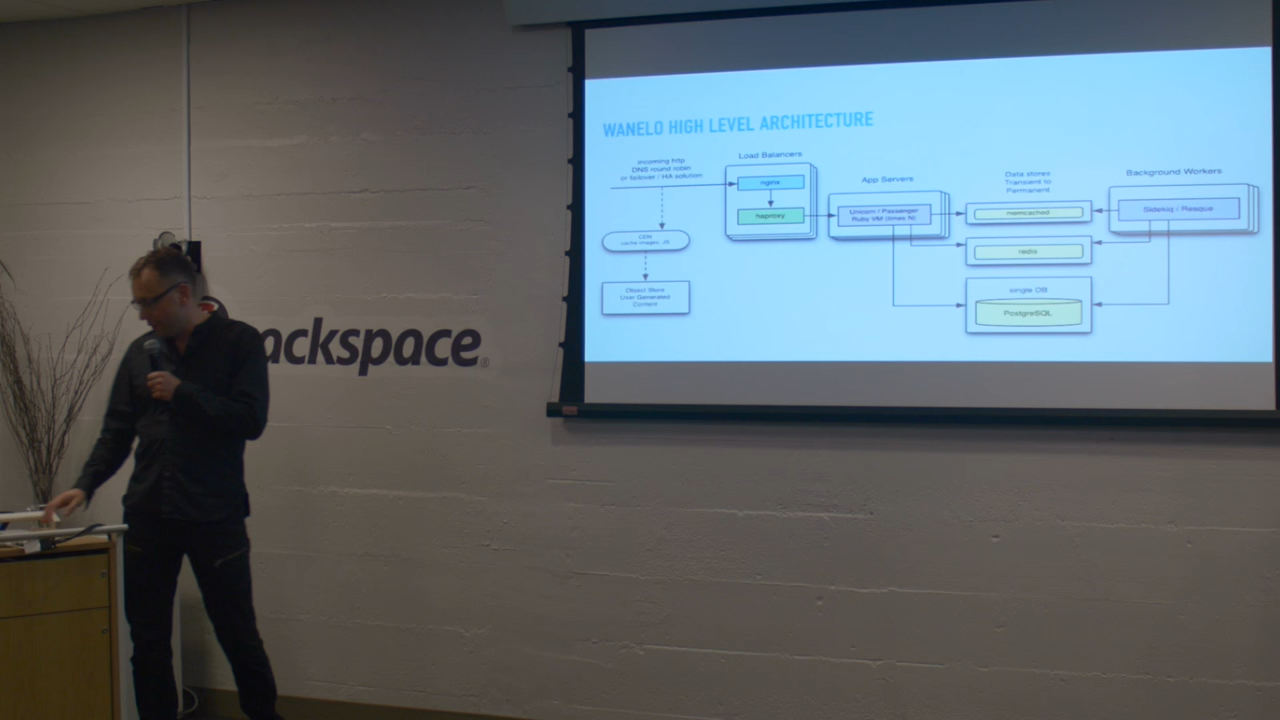 WANELO HIGH LEVEL ARCHITECTURE
incoming http
DNS round robin
or failover / HA solution
Load Balancers
nginx
haproxy
CDN
cache images, JS
Object Store
User Generated
Content
App Servers
Unicorn / Passenger
Ruby VM (times N)
Data stores
Transient to
Permanent
memcached
redis
single DB
PostgreSQL
Background Workers
Sidekiq / Resque
ackspace®